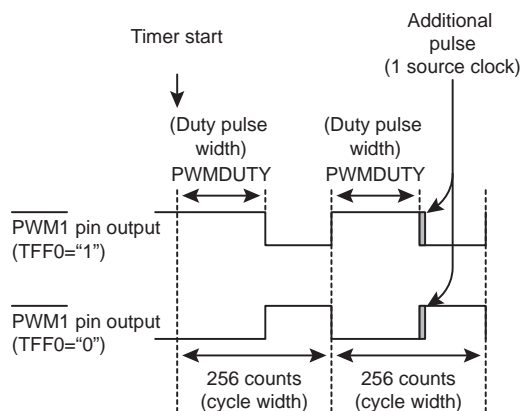 Additional
pulse
(1 source clock)
Timer start
(Duty pulse
width)
PWMDUTY
(Duty pulse
width)
PWMDUTY
PWM1 pin output
(TFF0=“1”)
PWM1 pin output
(TFF0=“0”)
256 counts
(cycle width)
256 counts
(cycle width)